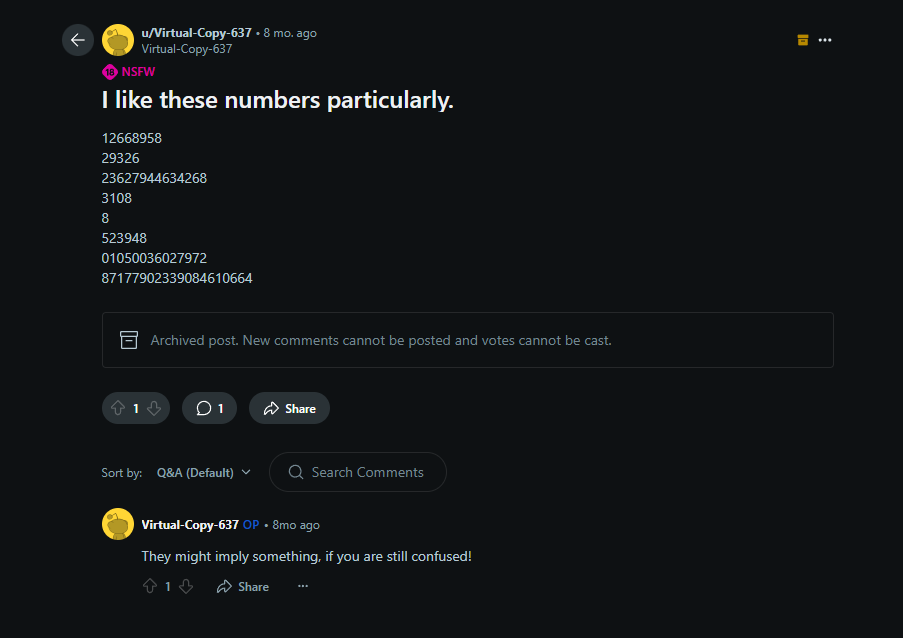 u/Virtual-Copy-637 • 8 mo. ago
Virtual-Copy-637
18 NSFW
I like these numbers particularly.
12668958
29326
23627944634268
3108
8
523948
01050036027972
87177902339084610664
Archived post. New comments cannot be posted and votes cannot be cast.
1 1 Share
Sort by: Q&A (Default) Search Comments
Virtual-Copy-637 OP • 8mo ago
They might imply something, if you are still confused!
1 Share